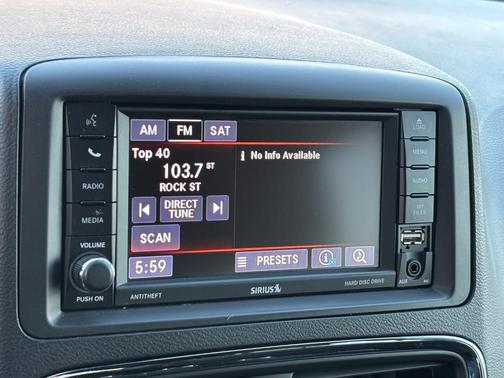 AM FM SAT
Top 40
103.7 ST
ROCK ST
i No Info Available
DIRECT
TUNE
SCAN
5:59
PRESETS
RADIO
MEDIA
VOLUME
PUSH ON
ANTITHEFT
SIRIUS
HARD DISC DRIVE
LOAD
MENU
AUDIO
MY
FILES
AUX